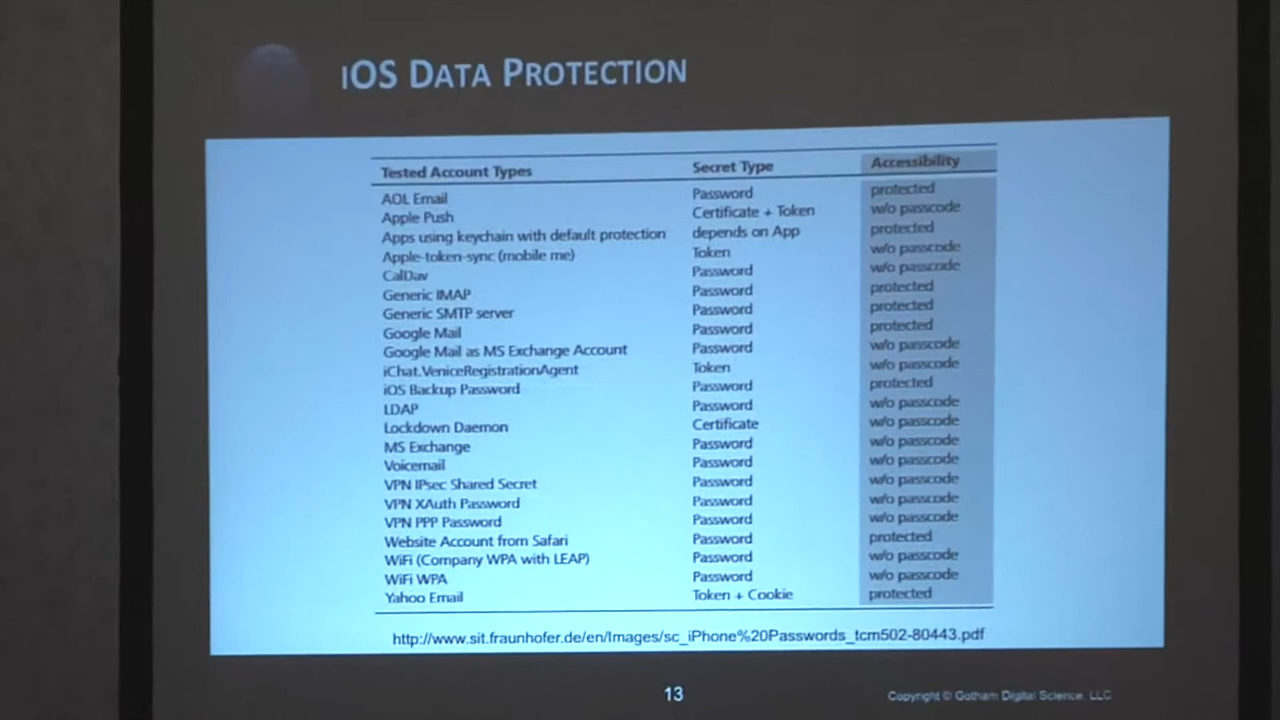 iOS DATA PROTECTION
Tested Account Types Secret Type Accessibility
AOL Email Password protected
Apple Push Certificate + Token w/o passcode
Apps using keychain with default protection depends on App protected
Apple-token-sync (mobile me) Token w/o passcode
CalDav Password w/o passcode
Generic IMAP Password protected
Generic SMTP server Password protected
Google Mail Password protected
Google Mail as MS Exchange Account Password w/o passcode
iChat.VeniceRegistrationAgent Token w/o passcode
iOS Backup Password Password protected
LDAP Password w/o passcode
Lockdown Daemon Certificate w/o passcode
MS Exchange Password w/o passcode
Voicemail Password w/o passcode
VPN IPsec Shared Secret Password w/o passcode
VPN XAuth Password Password w/o passcode
VPN PPP Password Password w/o passcode
Website Account from Safari Password protected
WiFi (Company WPA with LEAP) Password w/o passcode
WiFi WPA Password w/o passcode
Yahoo Email Token + Cookie protected
http://www.sit.fraunhofer.de/en/Images/sc_iPhone%20Passwords_tcm502-80443.pdf
13
Copyright © Gotham Digital Science, LLC